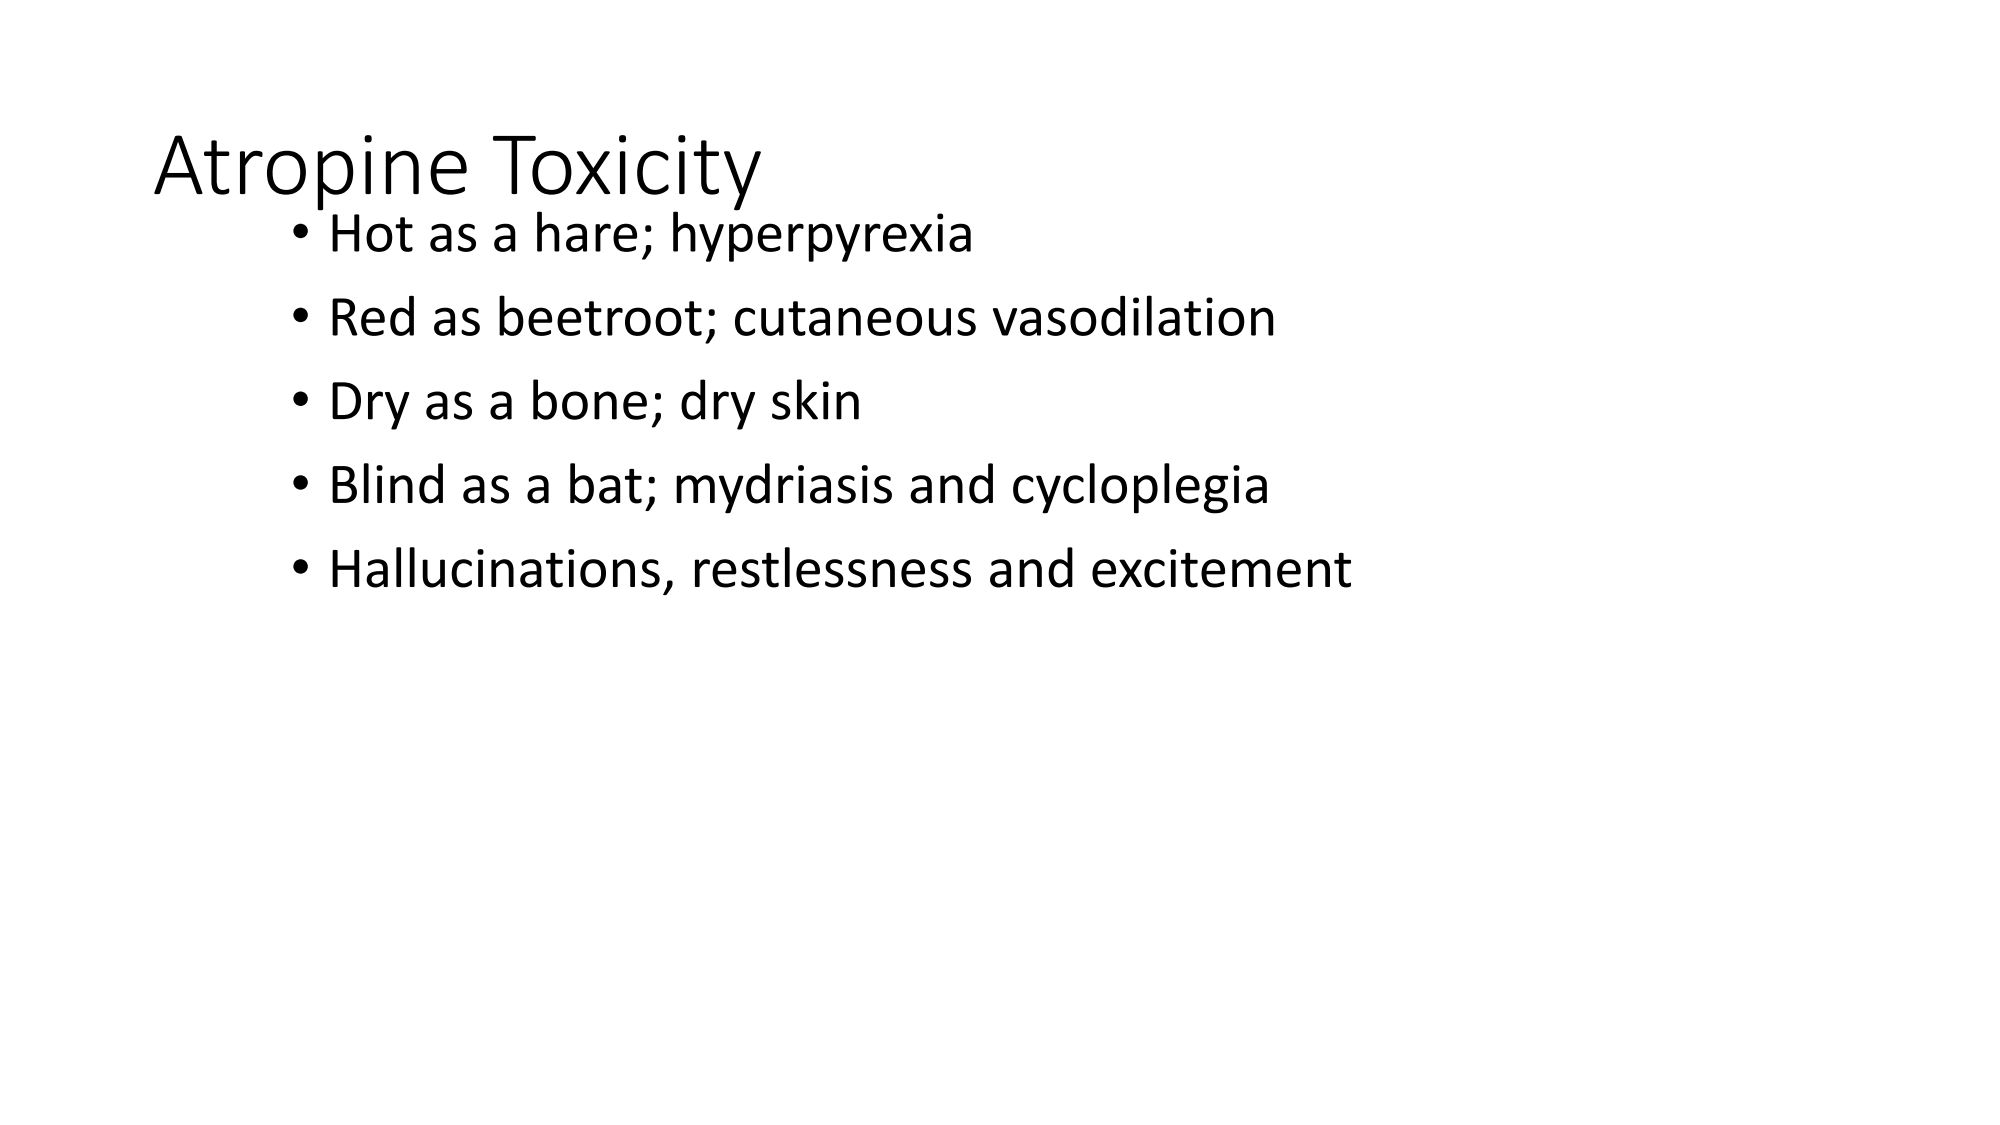 Atropine Toxicity
• Hot as a hare; hyperpyrexia
• Red as beetroot; cutaneous vasodilation
• Dry as a bone; dry skin
• Blind as a bat; mydriasis and cycloplegia
• Hallucinations, restlessness and excitement